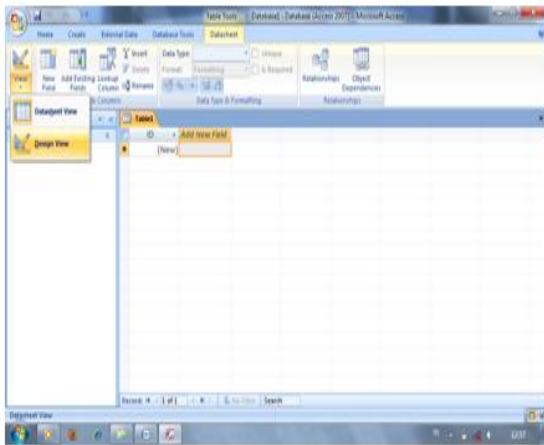 Table Tools Database1 : Database (Access 2007) - Microsoft Access
Home Create External Data Database Tools Datasheet
View
New Field
Add Existing Fields
Lookup Column
Insert
Delete
Rename
Data Type:
Format: Formatting
Unique
Is Required
Relationships
Object Dependencies
Columns
Data Type & Formatting
Relationships
Datasheet View
Design View
Table1
ID Add New Field
(New)
Record: 1 of 1 No Filter Search
Datasheet View